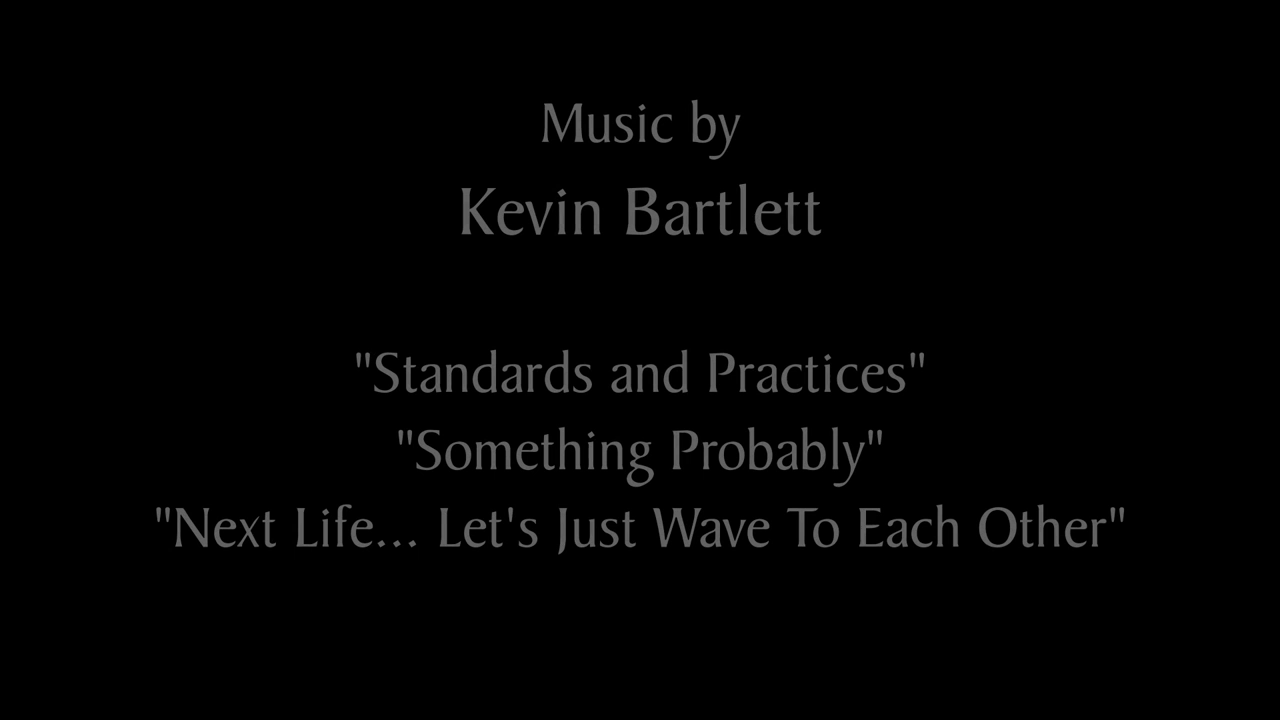 Music by
Kevin Bartlett
"Standards and Practices"
"Something Probably"
"Next Life... Let's Just Wave To Each Other"